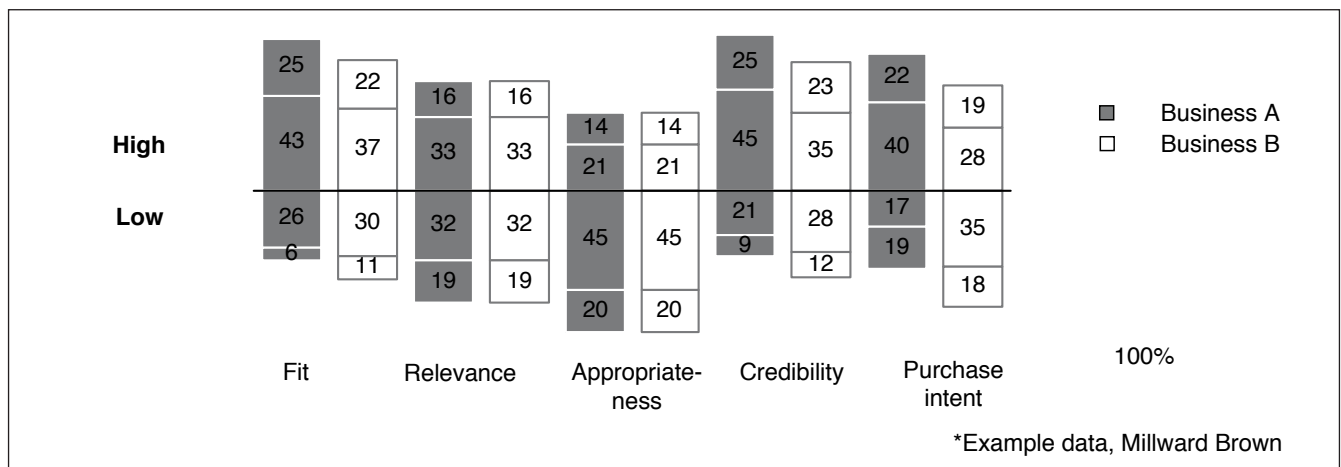 25 22 16 16 14 14 25 23 22 19
High 43 37 33 33 21 21 45 35 40 28
Low 26 30 32 32 45 45 21 28 17 35
6 11 19 19 20 20 9 12 19 18
Business A
Business B
Fit Relevance Appropriate-
ness Credibility Purchase
intent
100%
*Example data, Millward Brown